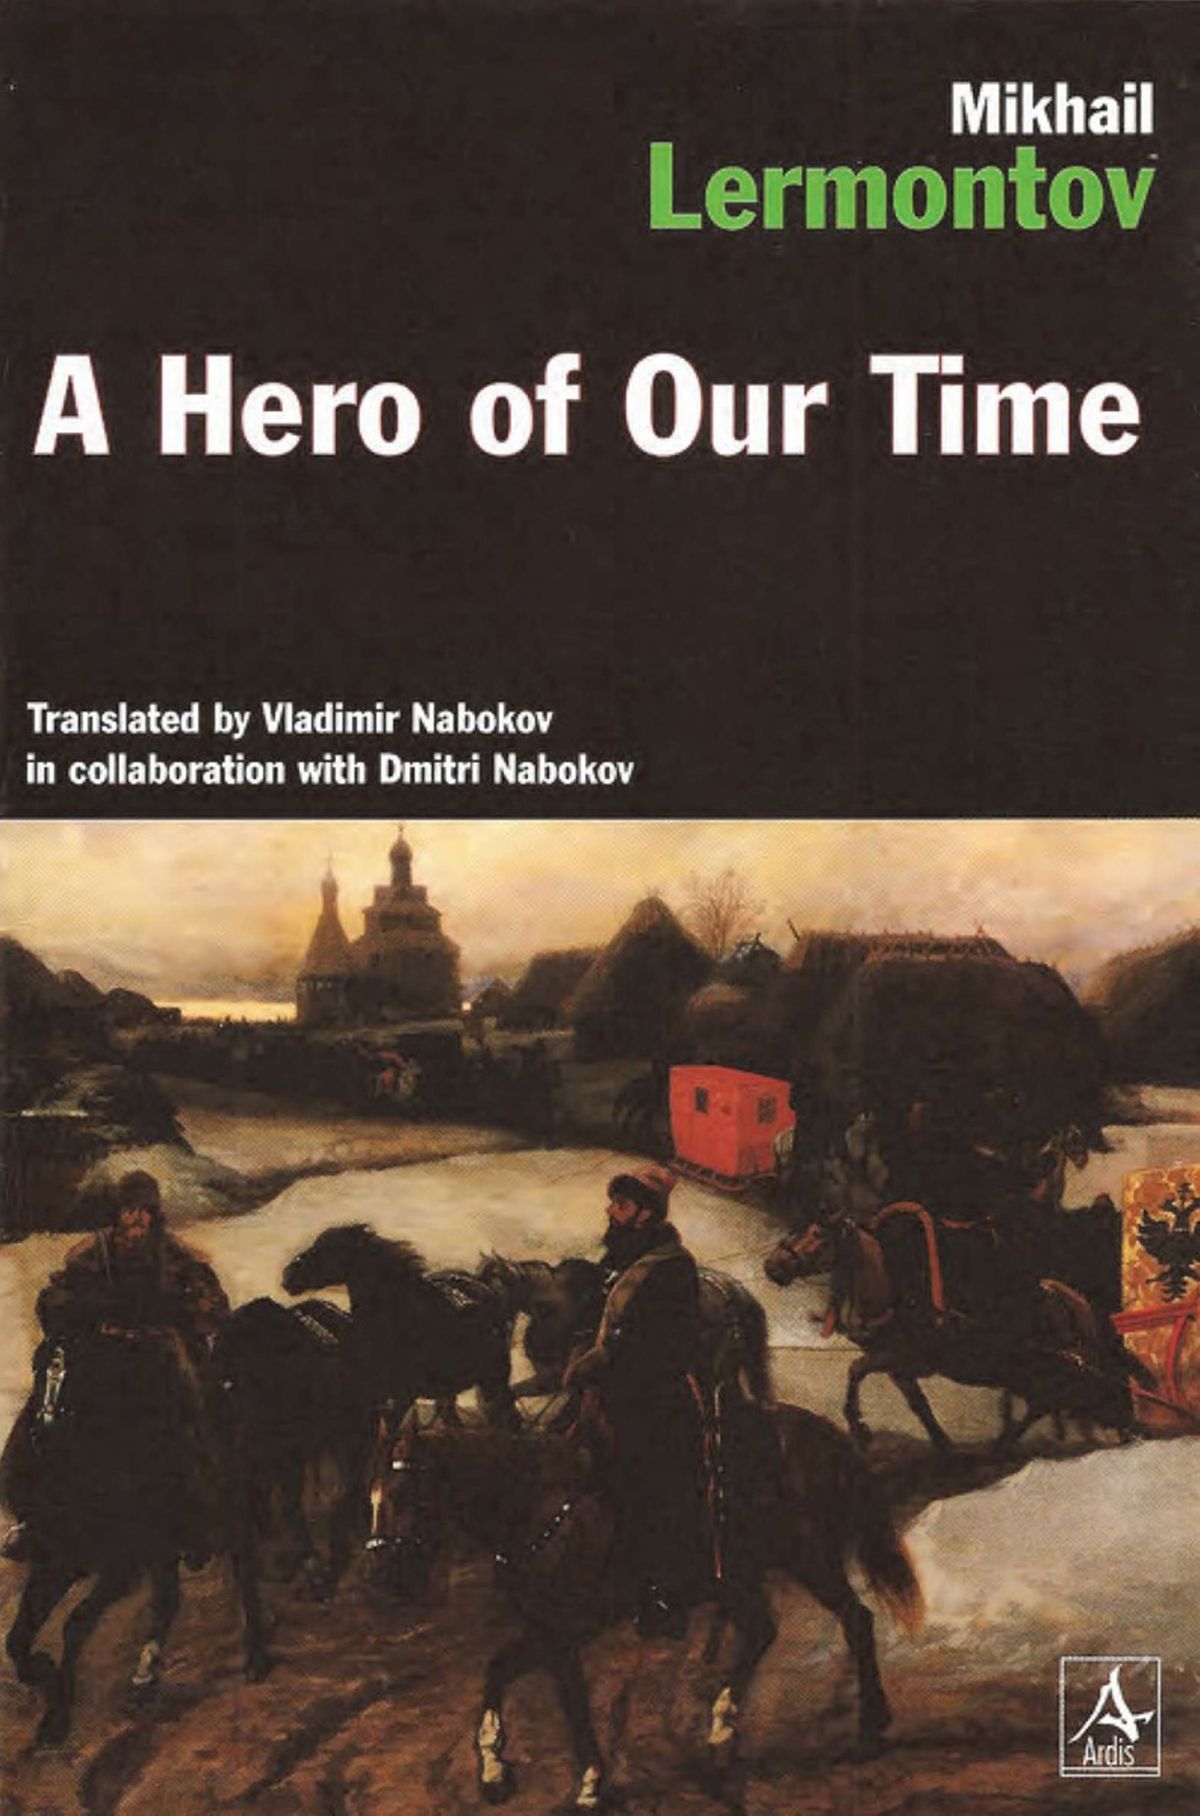 Mikhail
Lermontov
A Hero of Our Time
Translated by Vladimir Nabokov
in collaboration with Dmitri Nabokov
Ardis